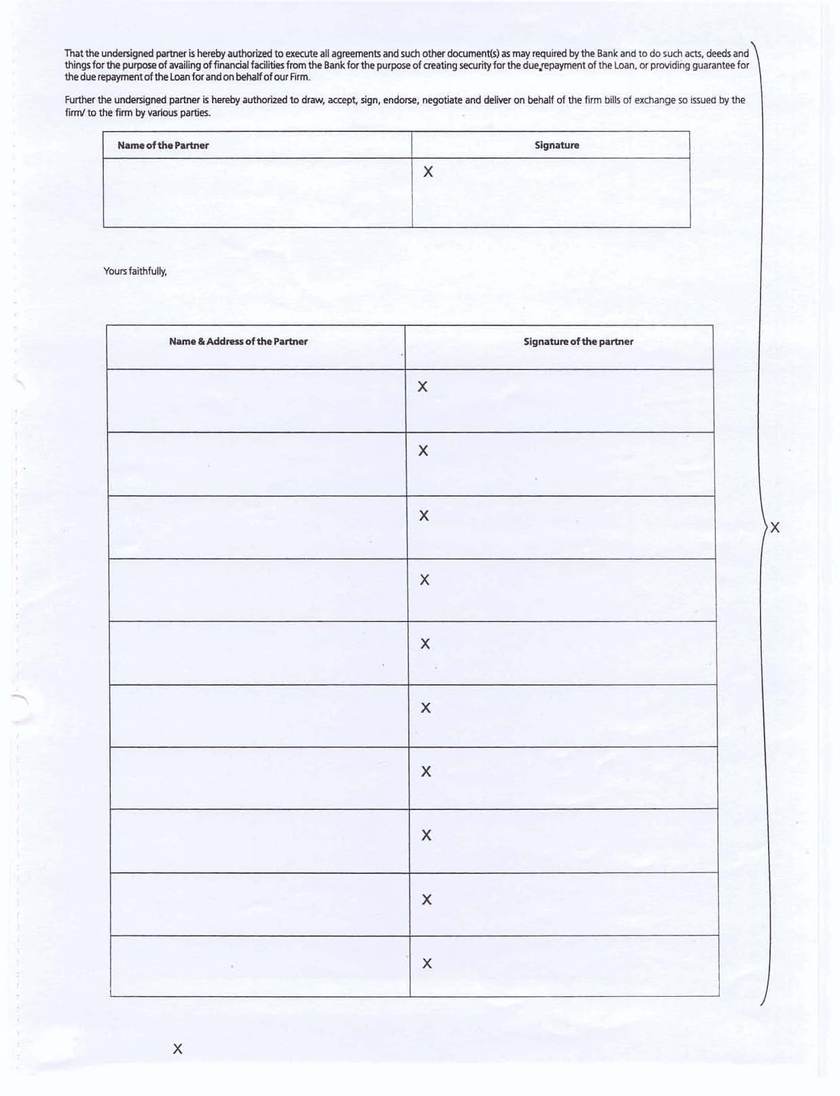 That the undersigned partner is hereby authorized to execute all agreements and such other document(s) as may required by the Bank and to do such acts, deeds and
things for the purpose of availing of financial facilities from the Bank for the purpose of creating security for the due repayment of the Loan, or providing guarantee for
the due repayment of the Loan for and on behalf of our Firm.
Further the undersigned partner is hereby authorized to draw, accept, sign, endorse, negotiate and deliver on behalf of the firm bills of exchange so issued by the
firm/ to the firm by various parties.
Name of the Partner Signature
X
Yours faithfully,
Name & Address of the Partner Signature of the partner
X
X
X
X
X
X
X
X
X
X
X
X